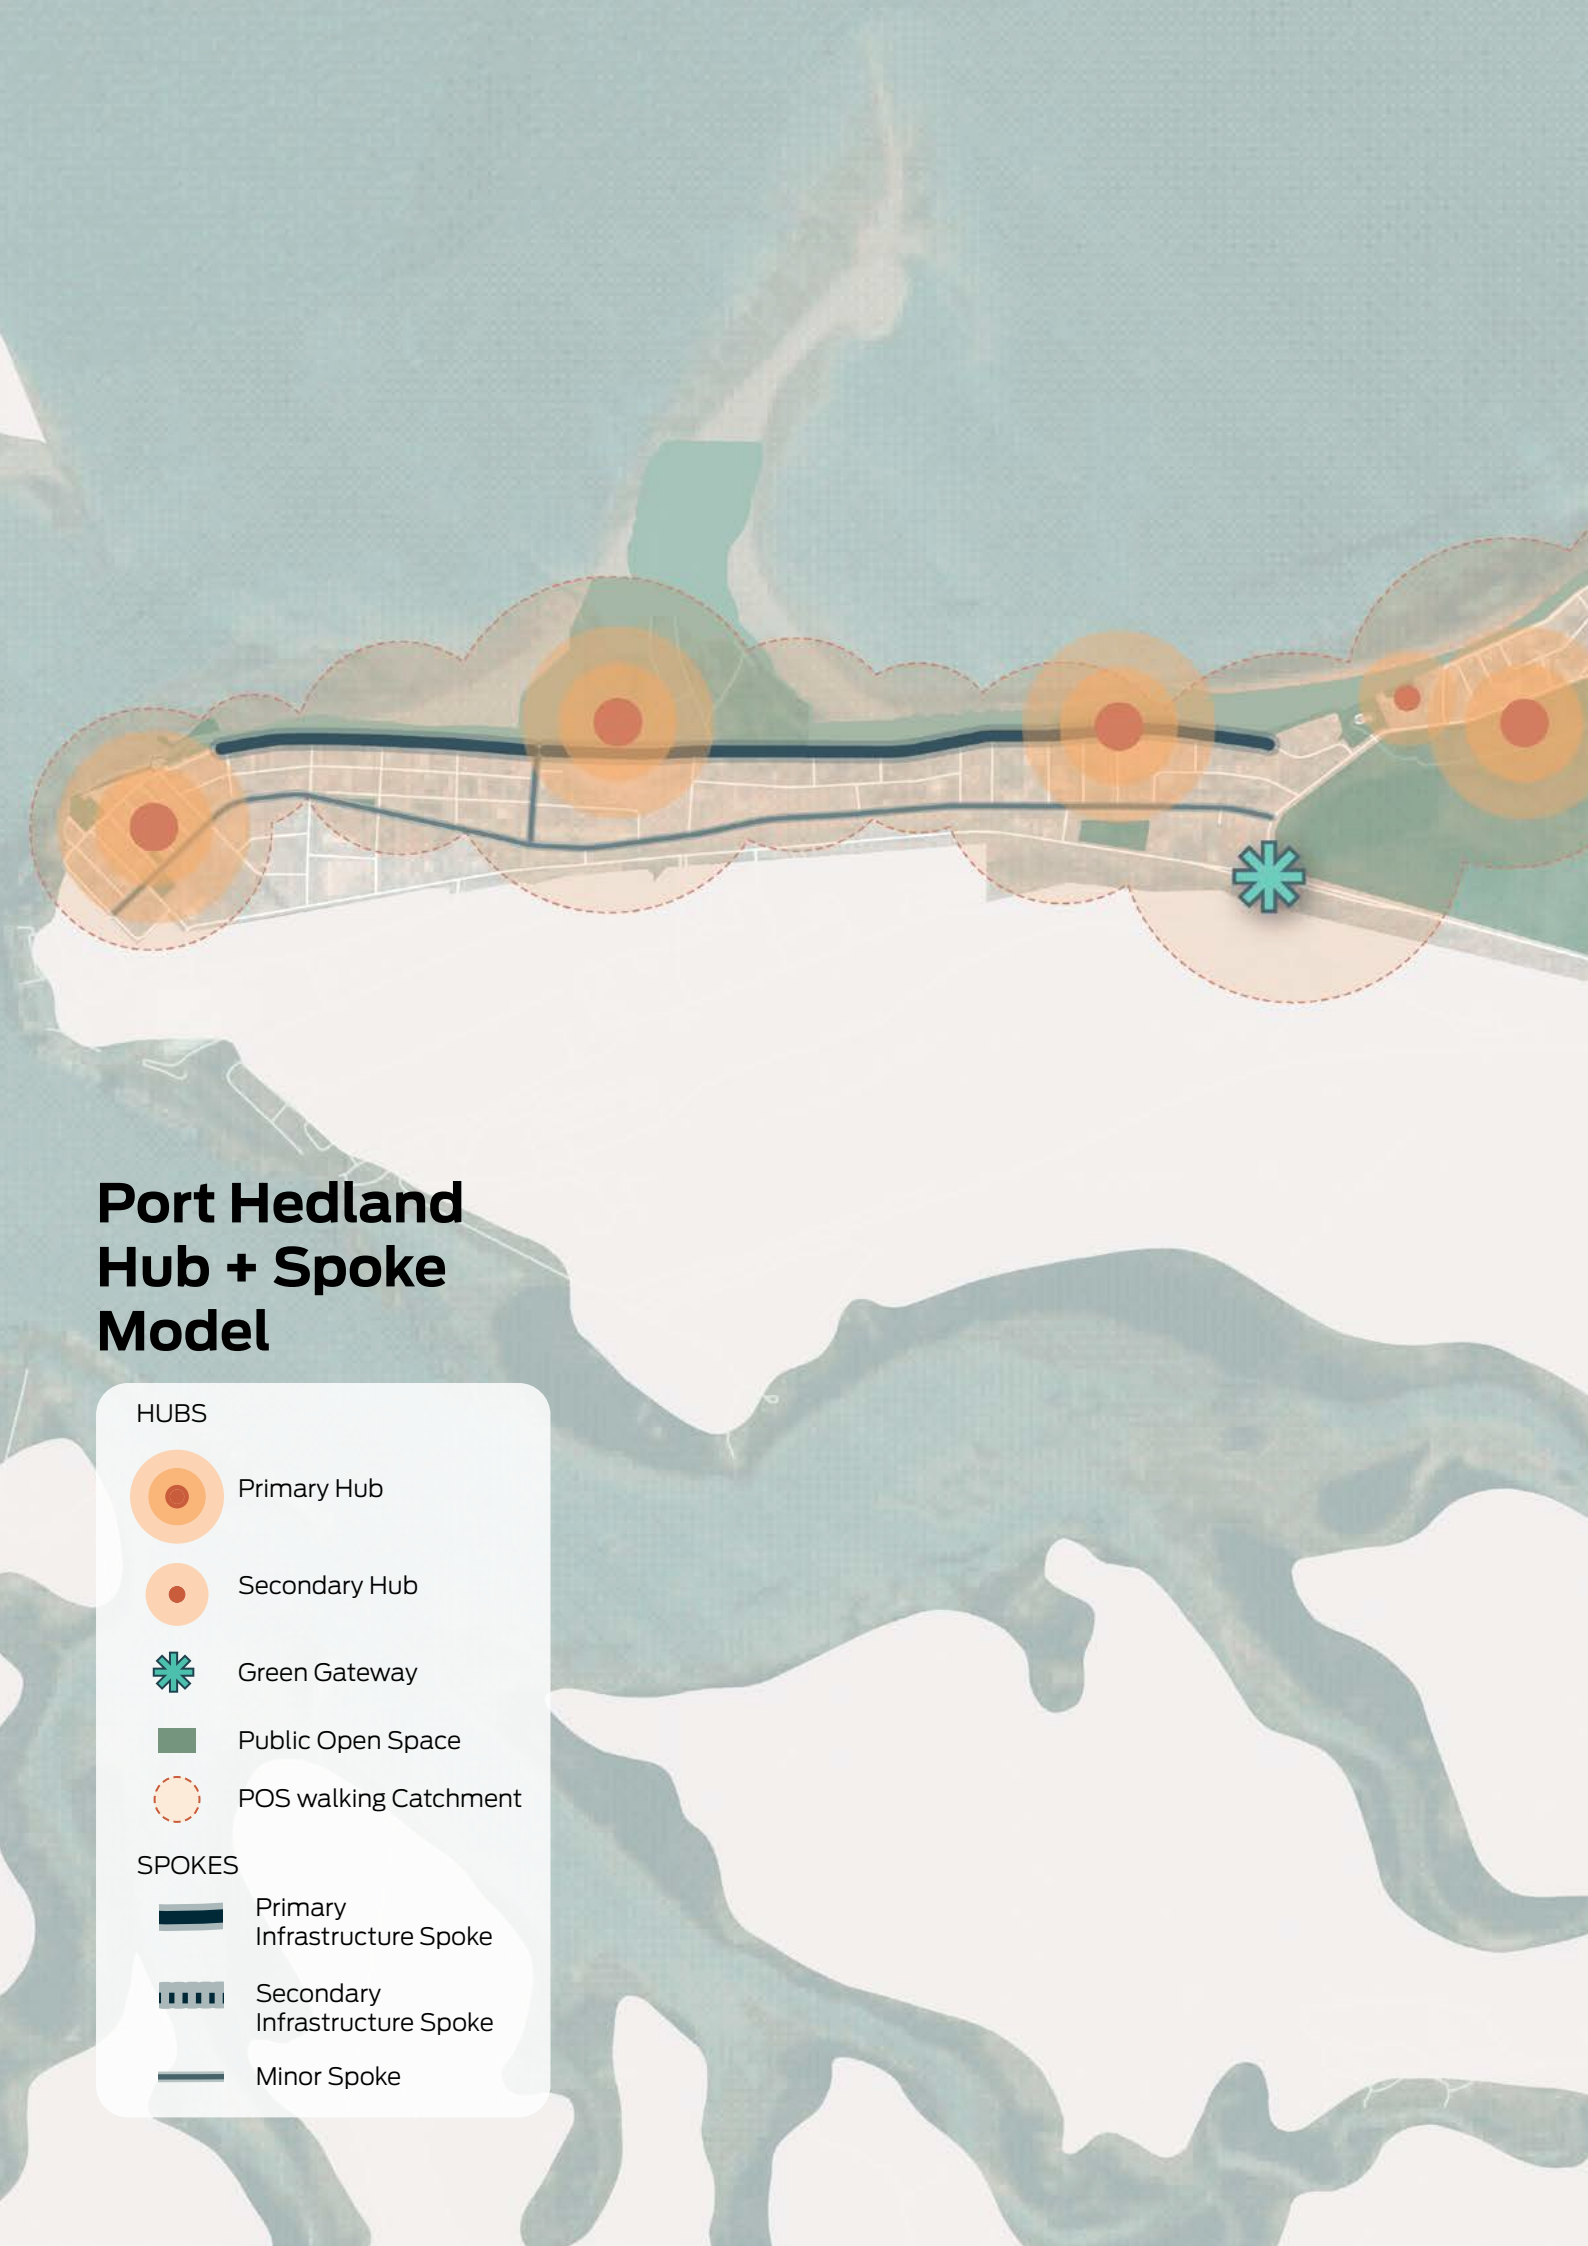 Port Hedland
Hub + Spoke
Model
HUBS
Primary Hub
Secondary Hub
Green Gateway
Public Open Space
POS walking Catchment
SPOKES
Primary
Infrastructure Spoke
Secondary
Infrastructure Spoke
Minor Spoke